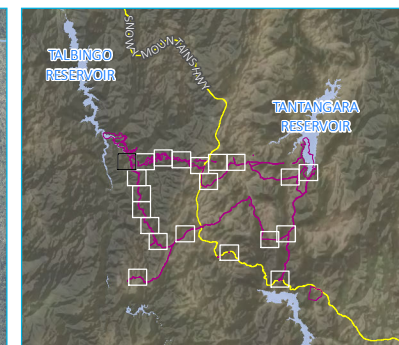 SNOWY MOUNTAINS HWY
TALBINGO
RESERVOIR
TANTANGARA
RESERVOIR